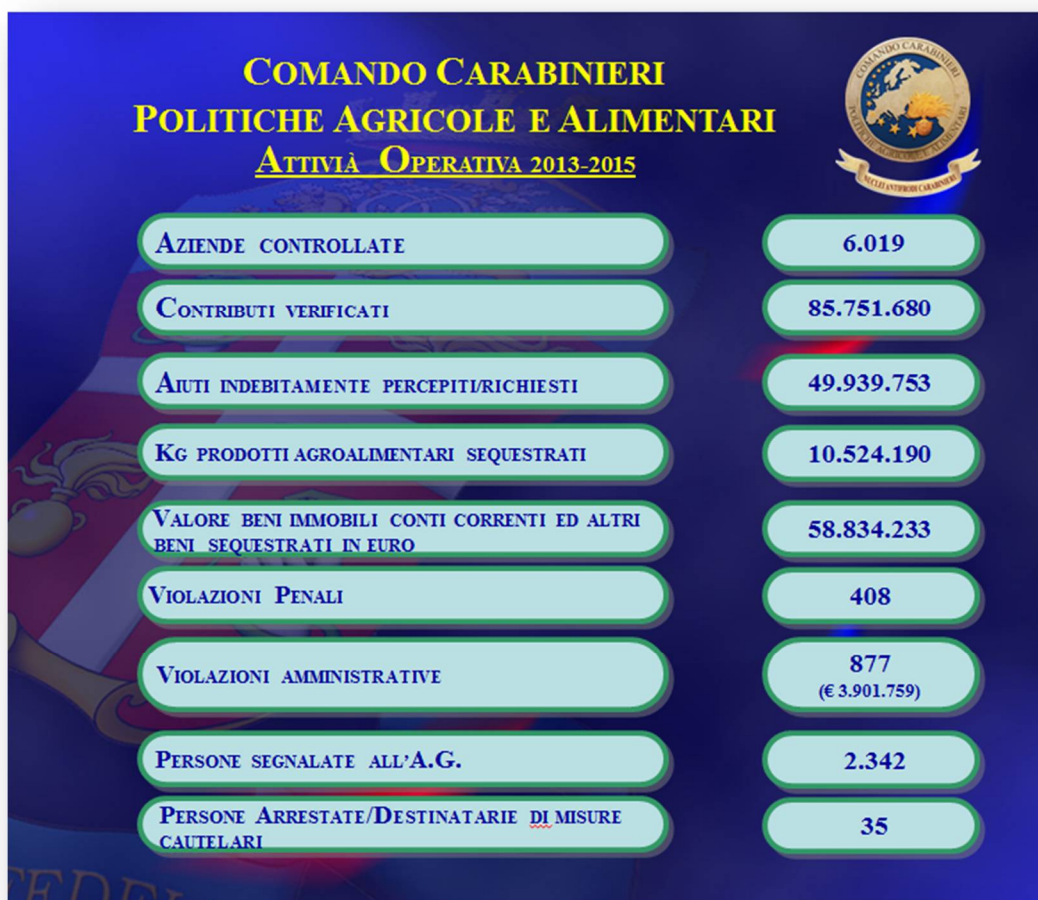 COMANDO CARABINIERI
POLITICHE AGRICOLE E ALIMENTARI
ATTIVIÀ OPERATIVA 2013-2015
COMANDO CARABINIERI
POLITICHE AGRICOLE E ALIMENTARI
NUCLEI ANTIFRODI CARABINIERI
AZIENDE CONTROLLATE
6.019
CONTRIBUTI VERIFICATI
85.751.680
AIUTI INDEBITAMENTE PERCEPITI/RICHIESTI
49.939.753
KG PRODOTTI AGROALIMENTARI SEQUESTRATI
10.524.190
VALORE BENI IMMOBILI CONTI CORRENTI ED ALTRI
BENI SEQUESTRATI IN EURO
58.834.233
VIOLAZIONI PENALI
408
VIOLAZIONI AMMINISTRATIVE
877
(€ 3.901.759)
PERSONE SEGNALATE ALL'A.G.
2.342
PERSONE ARRESTATE/DESTINATARIE DI MISURE
CAUTELARI
35